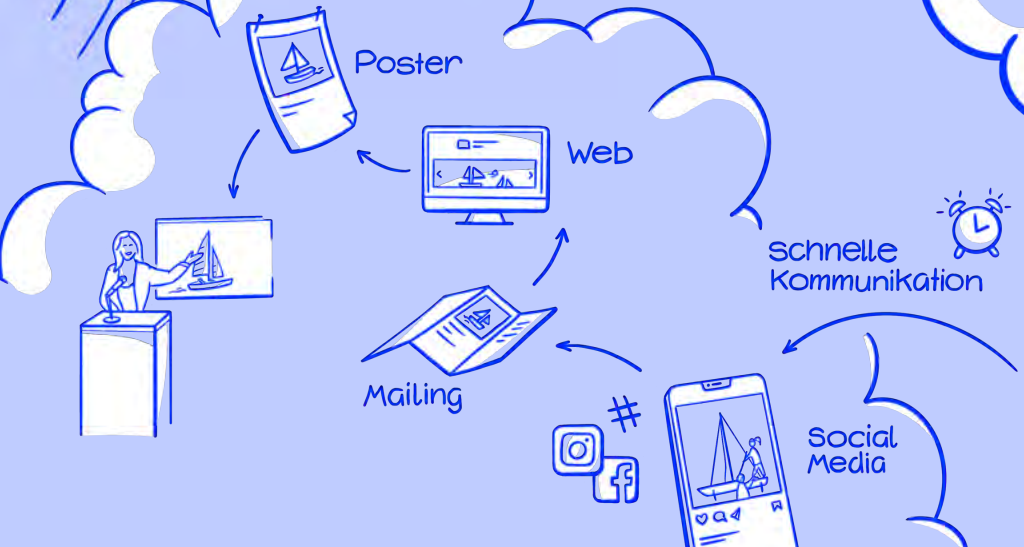 Poster
Web
schnelle
Kommunikation
Mailing
#
social
Media